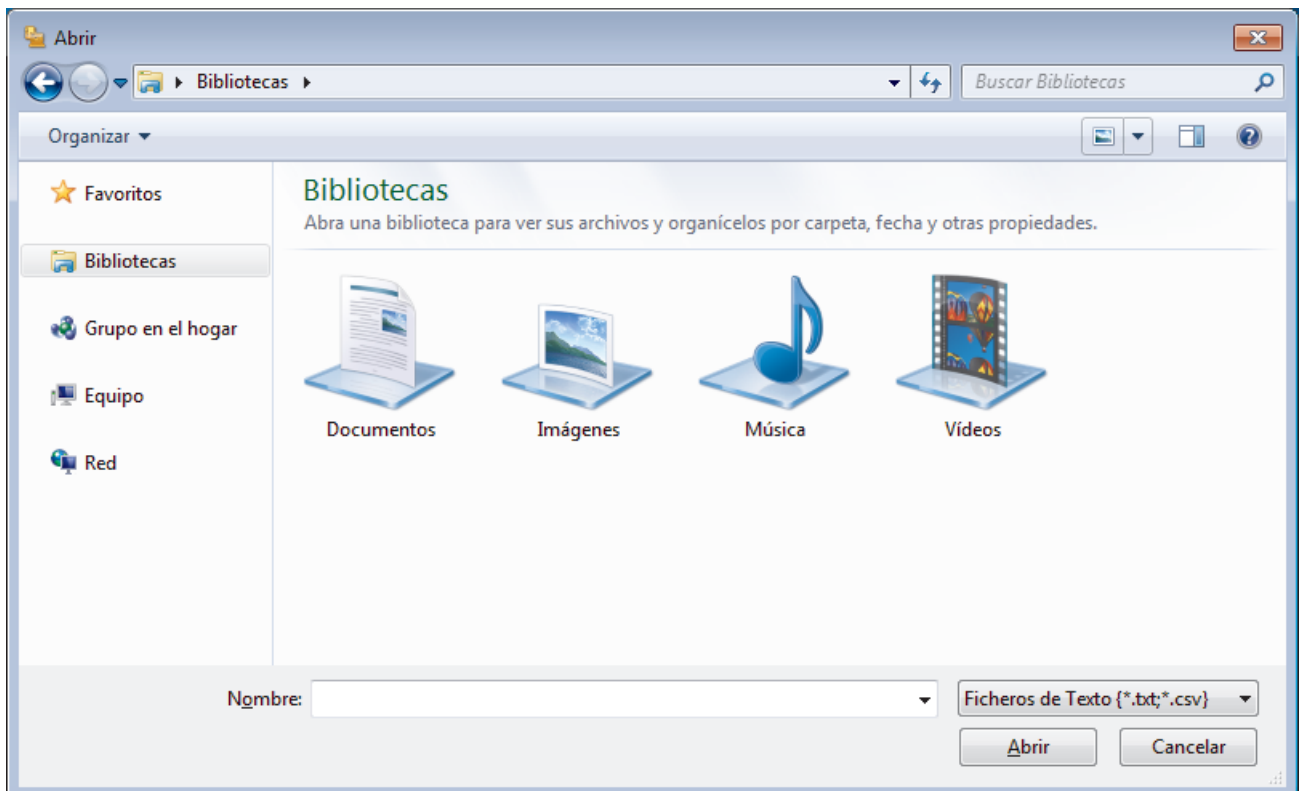 Abrir
Bibliotecas
Buscar Bibliotecas
Organizar
Favoritos
Bibliotecas
Grupo en el hogar
Equipo
Red
Bibliotecas
Abra una biblioteca para ver sus archivos y organícelos por carpeta, fecha y otras propiedades.
Documentos Imágenes Música Vídeos
Nombre: Ficheros de Texto {*.txt;*.csv}
Abrir Cancelar